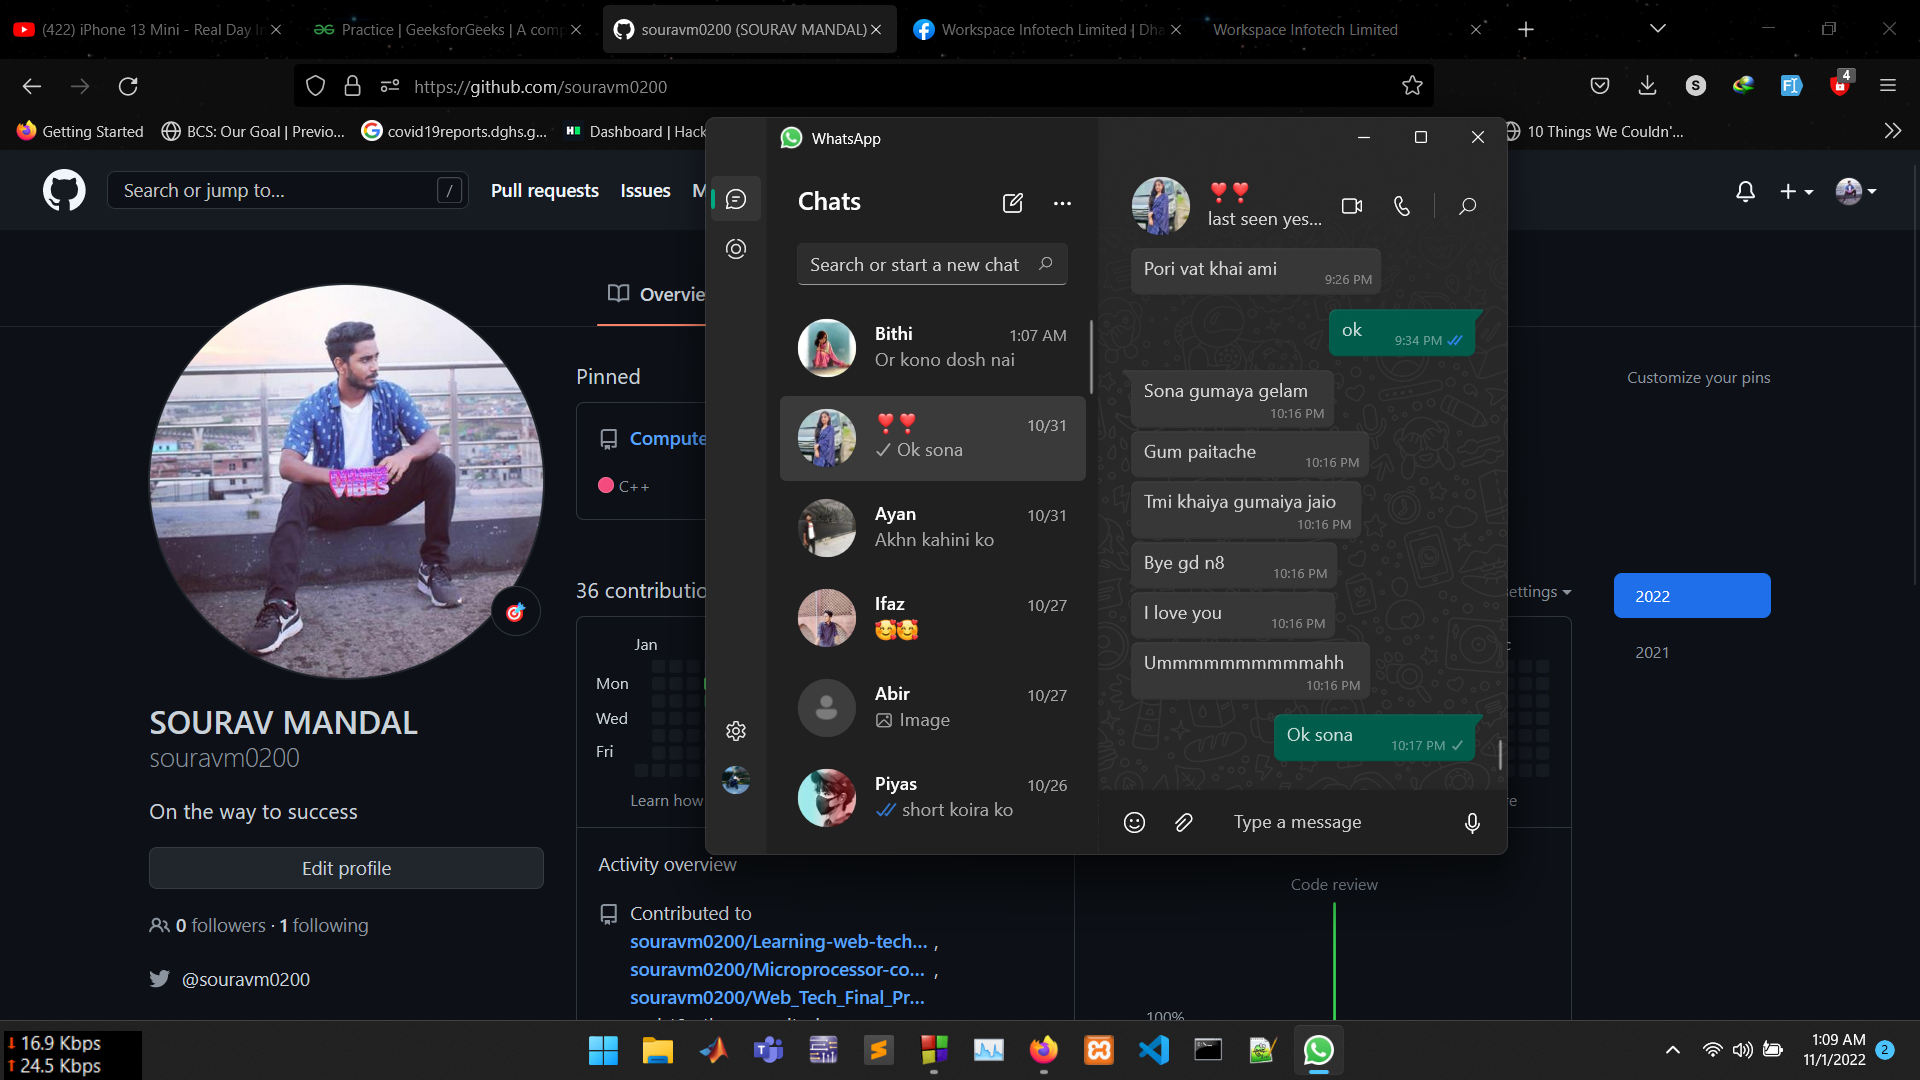 (422) iPhone 13 Mini - Real Day In
Practice | GeeksforGeeks | A comp
souravm0200 (SOURAV MANDAL)
Workspace Infotech Limited | Dha
Workspace Infotech Limited
https://github.com/souravm0200
S
4
Getting Started
BCS: Our Goal | Previo...
covid19reports.dghs.g...
Dashboard | Hack
10 Things We Couldn'...
Search or jump to...
/
Pull requests
Issues
M
Overvie
SOURAV MANDAL
souravm0200
On the way to success
Edit profile
0 followers · 1 following
@souravm0200
Pinned
Customize your pins
Compute
C++
36 contributio
ettings
2022
2021
Jan
Mon
Wed
Fri
Learn how
Activity overview
Contributed to
souravm0200/Learning-web-tech... ,
souravm0200/Microprocessor-co... ,
souravm0200/Web_Tech_Final_Pr...
Code review
100%
WhatsApp
Chats
Search or start a new chat
Bithi
1:07 AM
Or kono dosh nai
❣️❣️
10/31
Ok sona
Ayan
10/31
Akhn kahini ko
Ifaz
10/27
🥰🥰
Abir
10/27
Image
Piyas
10/26
short koira ko
❣️❣️
last seen yes...
Pori vat khai ami
9:26 PM
ok
9:34 PM
Sona gumaya gelam
10:16 PM
Gum paitache
10:16 PM
Tmi khaiya gumaiya jaio
10:16 PM
Bye gd n8
10:16 PM
I love you
10:16 PM
Ummmmmmmmmmahh
10:16 PM
Ok sona
10:17 PM
Type a message
16.9 Kbps
24.5 Kbps
1:09 AM
11/1/2022
2